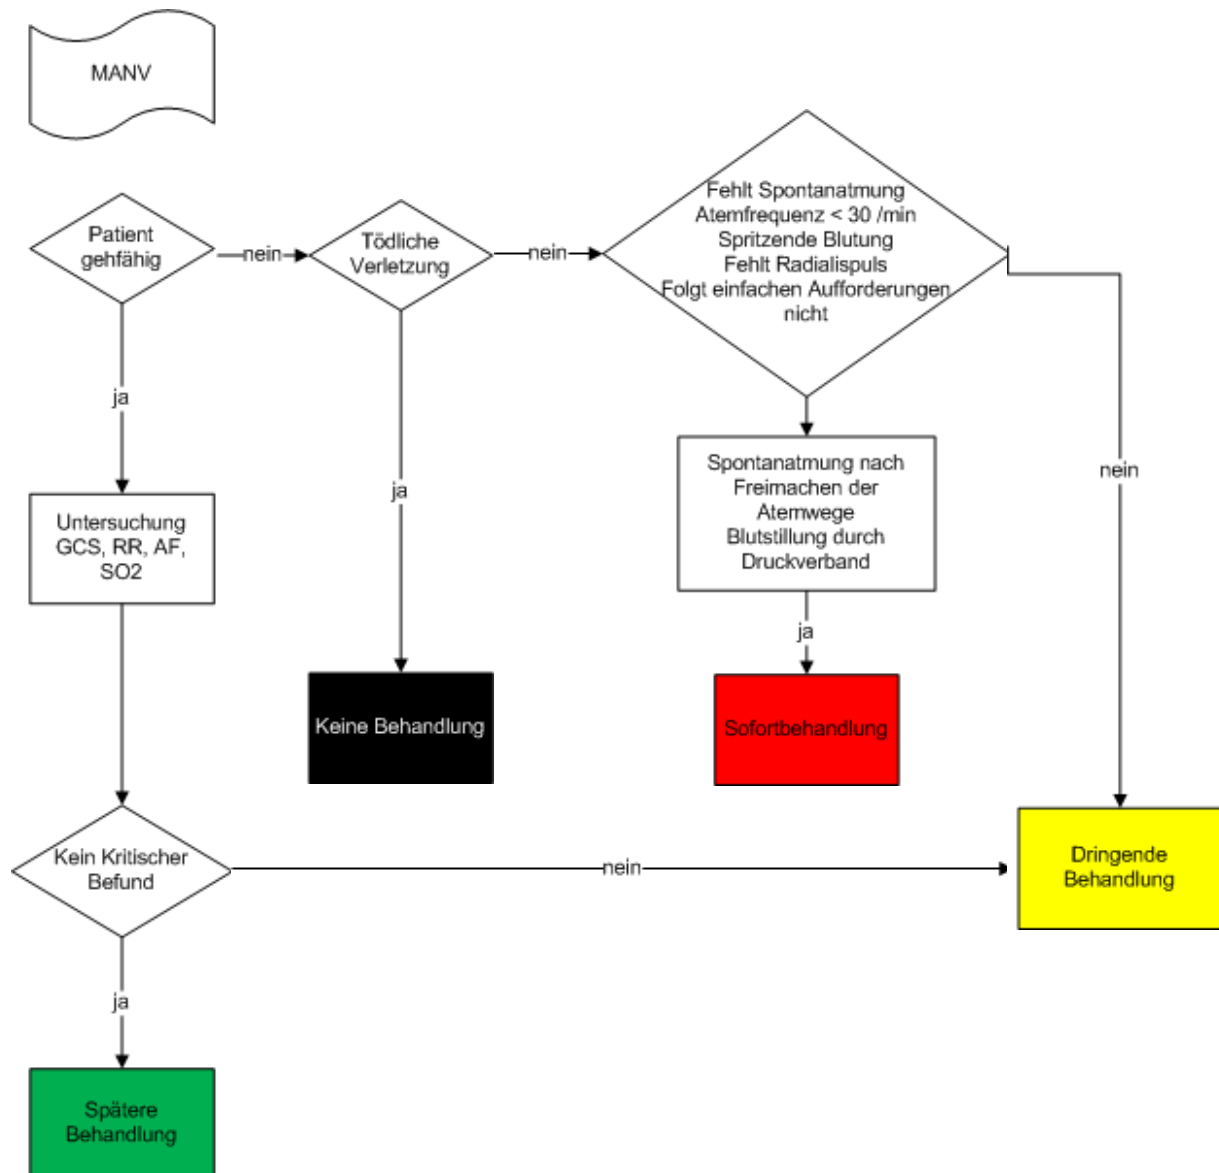 MANV
Patient
gehfähig
nein
Tödliche
Verletzung
nein
Fehlt Spontanatmung
Atemfrequenz < 30 /min
Spritzende Blutung
Fehlt Radialispuls
Folgt einfachen Aufforderungen
nicht
ja
ja
nein
Spontanatmung nach
Freimachen der
Atemwege
Blutstillung durch
Druckverband
Untersuchung
GCS, RR, AF,
SO2
ja
Keine Behandlung
Sofortbehandlung
Kein Kritischer
Befund
nein
Dringende
Behandlung
ja
Spätere
Behandlung